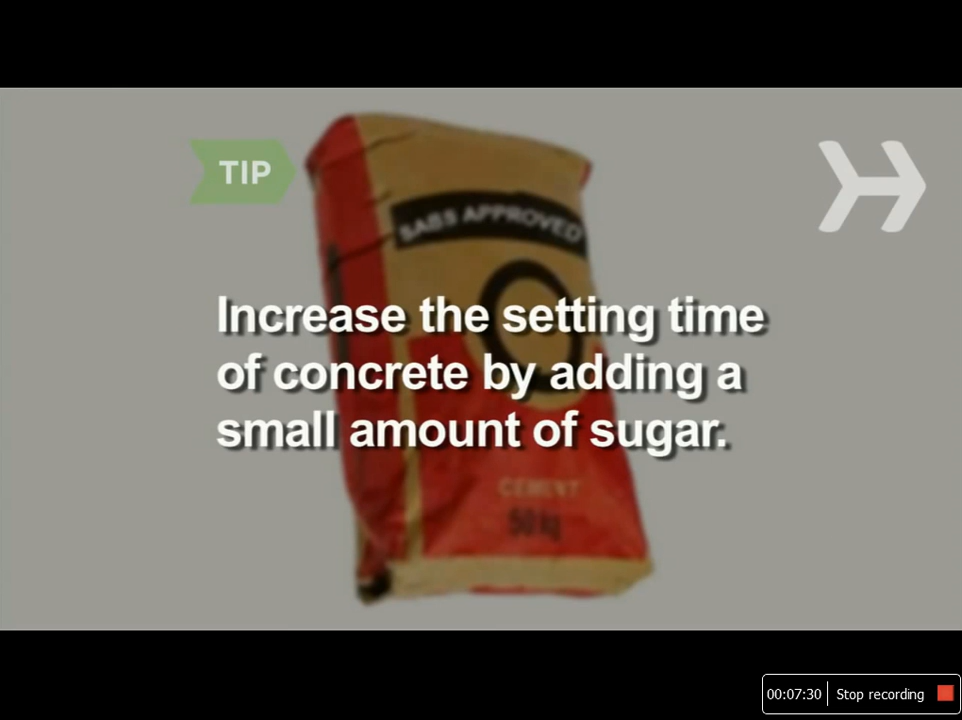 TIP
SABS APPROVED
Increase the setting time
of concrete by adding a
small amount of sugar.
CEMENT
50 kg
00:07:30 Stop recording